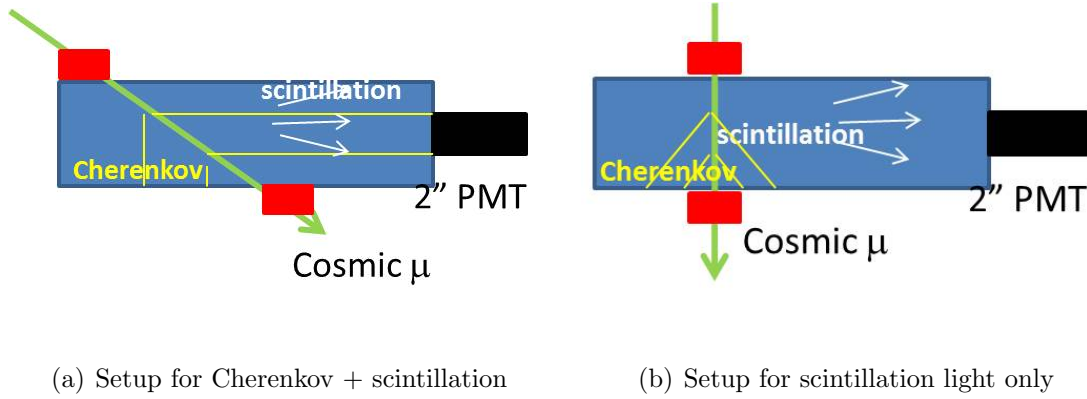 scintillation
Cherenkov
2” PMT
Cosmic μ
scintillation
Cherenkov
2” PMT
Cosmic μ
(a) Setup for Cherenkov + scintillation
(b) Setup for scintillation light only